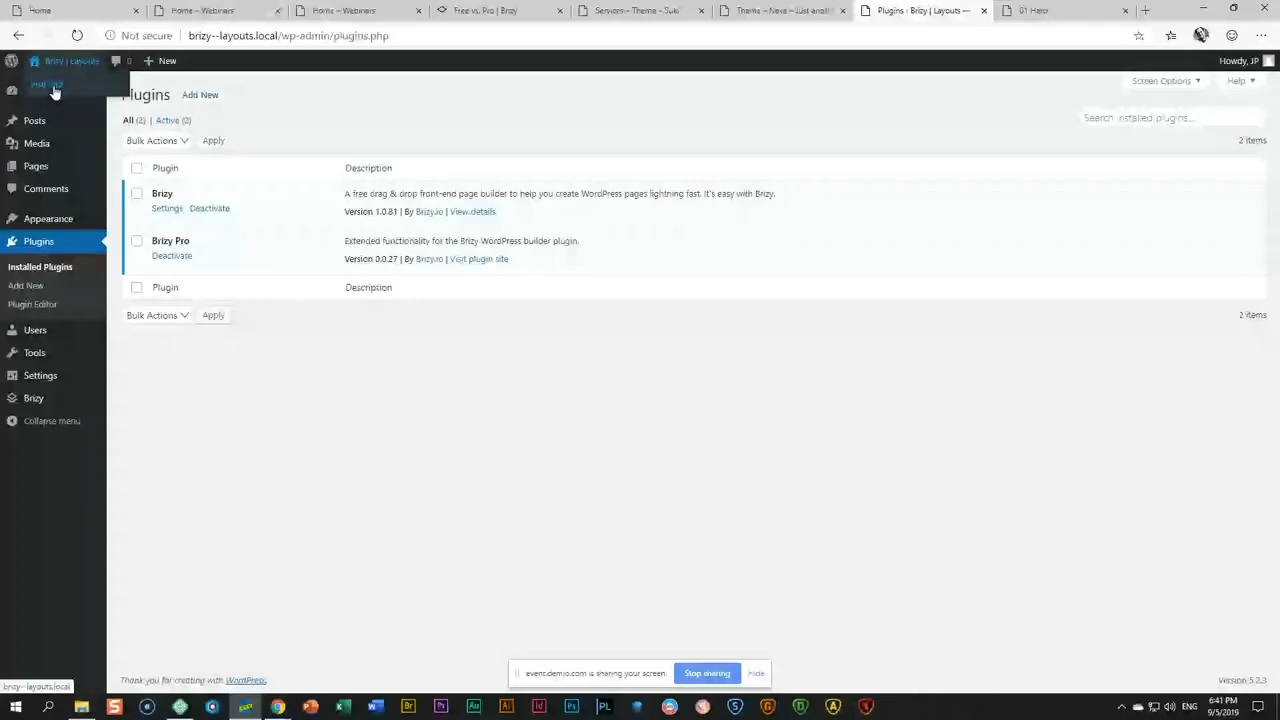 Home
Home – Webinars
Home – Webinars
Free vs. Pro | Brizy
Plugins ‹ Brizy | Layouts —
01 Hero
Not secure
brizy--layouts.local/wp-admin/plugins.php
Brizy | Layouts
0
New
Howdy, JP
Visit Site
Plugins
Add New
Screen Options
Help
Posts
Media
Pages
Comments
Appearance
Plugins
Installed Plugins
Add New
Plugin Editor
Users
Tools
Settings
Brizy
Collapse menu
All (2) | Active (2)
Search installed plugins...
Bulk Actions
Apply
2 items
Plugin
Description
Brizy
A free drag & drop front-end page builder to help you create WordPress pages lightning fast. It's easy with Brizy.
Settings
Deactivate
Version 1.0.81 | By Brizy.io | View details
Brizy Pro
Extended functionality for the Brizy WordPress builder plugin.
Deactivate
Version 0.0.27 | By Brizy.io | Visit plugin site
Plugin
Description
Bulk Actions
Apply
2 items
event.demio.com is sharing your screen.
Stop sharing
Hide
Thank you for creating with WordPress
Version 5.2.3
brizy--layouts.local
ENG
6:41 PM
9/5/2019